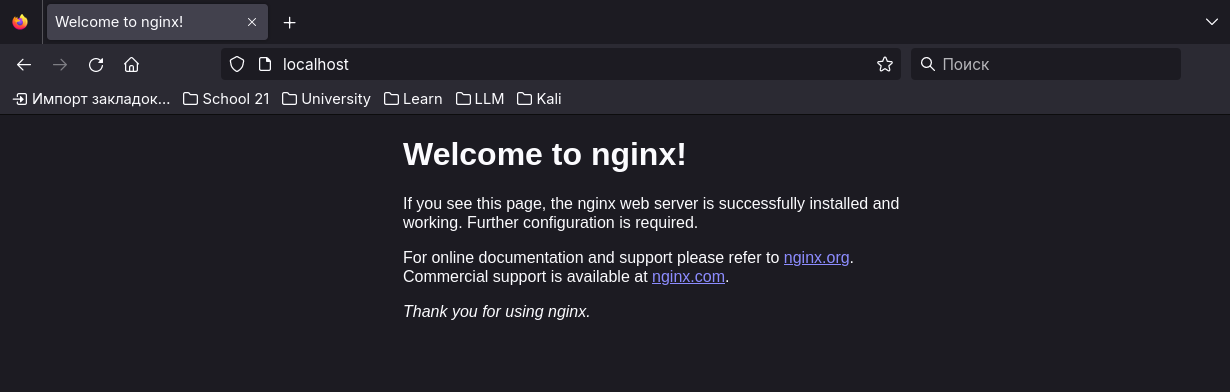 Welcome to nginx!
localhost
Поиск
Импорт закладок...
School 21
University
Learn
LLM
Kali
Welcome to nginx!
If you see this page, the nginx web server is successfully installed and
working. Further configuration is required.
For online documentation and support please refer to nginx.org.
Commercial support is available at nginx.com.
Thank you for using nginx.